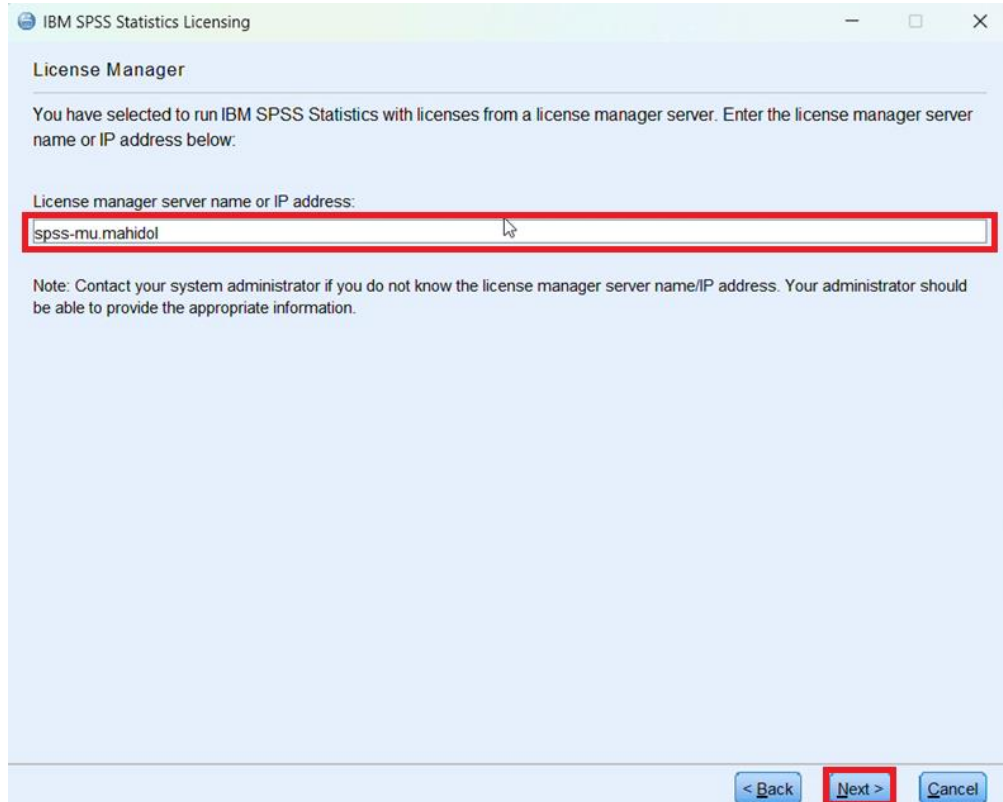 IBM SPSS Statistics Licensing
License Manager
You have selected to run IBM SPSS Statistics with licenses from a license manager server. Enter the license manager server
name or IP address below:
License manager server name or IP address:
spss-mu.mahidol
Note: Contact your system administrator if you do not know the license manager server name/IP address. Your administrator should
be able to provide the appropriate information.
< Back Next > Cancel